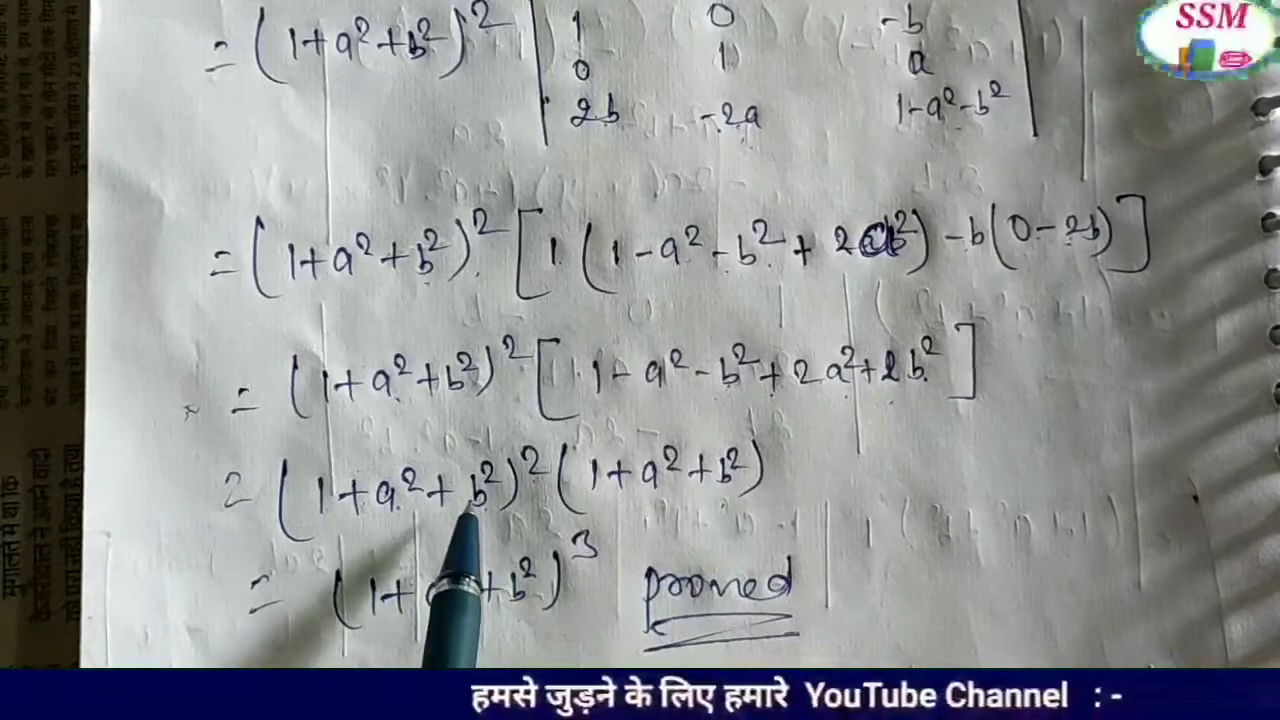 SSM
= (1+a²+b²)² | 1 0 -b
0 1 a
2b -2a 1-a²-b² |
= (1+a²+b²)² [ 1 (1-a²-b² + 2a²) -b(0-2b) ]
= (1+a²+b²)² [ 1-a²-b²+2a²+2b² ]
= (1+a²+b²)² (1+a²+b²)
= (1+ +b²)³ proved
हमसे जुड़ने के लिए हमारे YouTube Channel : -